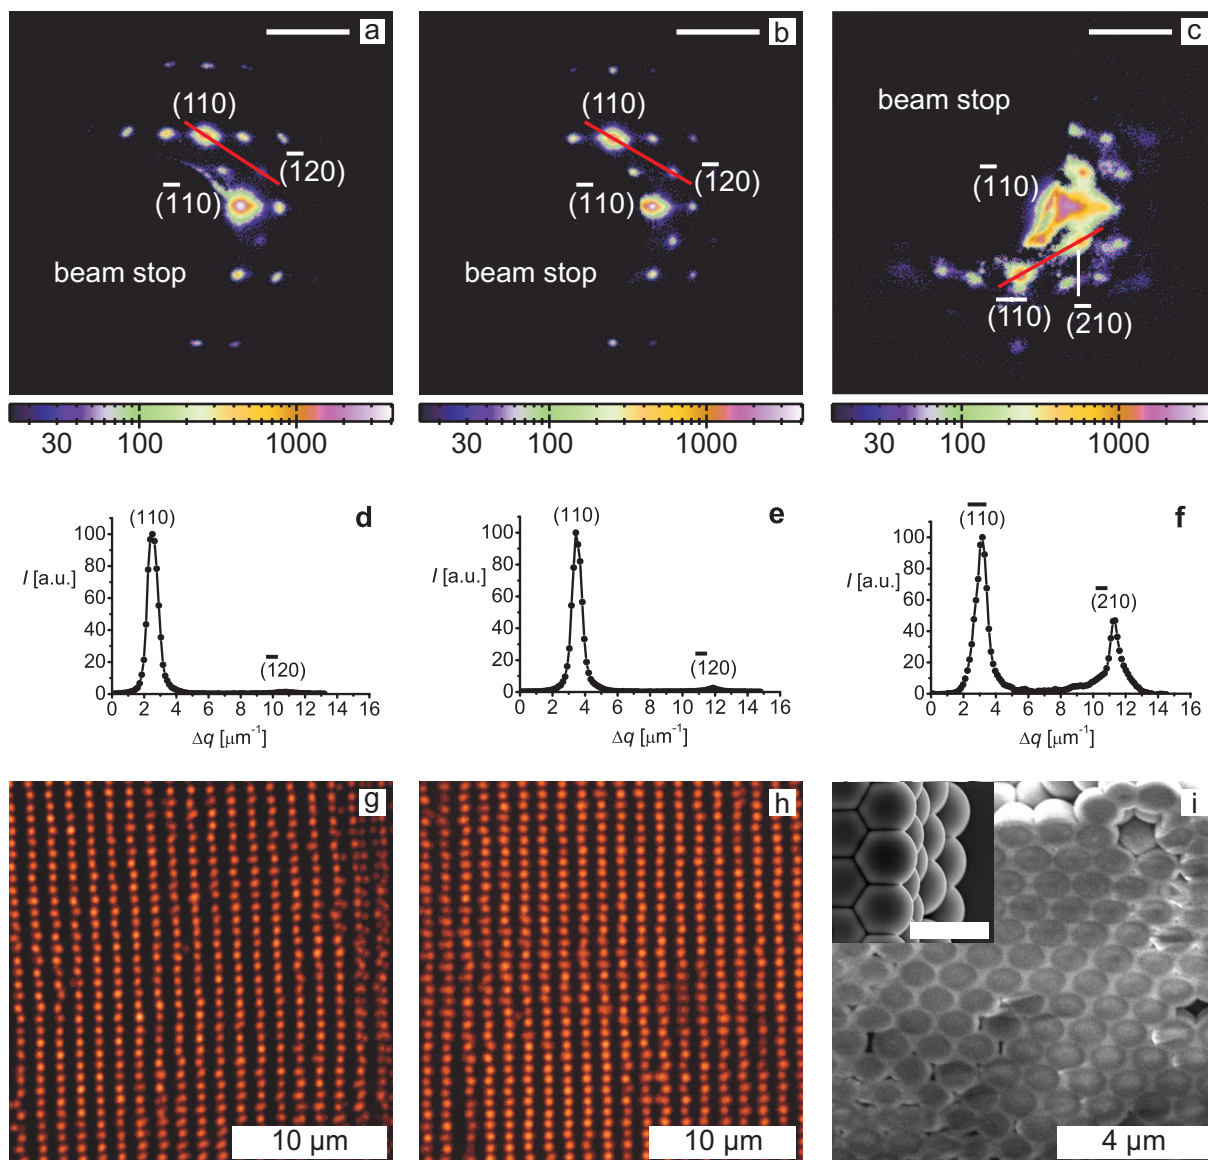 a
(110)
(1̅20)
(1̅10)
beam stop
30 100 1000
b
(110)
(1̅20)
(1̅10)
beam stop
30 100 1000
c
beam stop
(1̅10)
(1̅1̅0)
(2̅10)
30 100 1000
d
(110)
I [a.u.]
100
80
60
40
20
0
(1̅20)
0 2 4 6 8 10 12 14 16
Δq [μm⁻¹]
e
(110)
I [a.u.]
100
80
60
40
20
0
(1̅20)
0 2 4 6 8 10 12 14 16
Δq [μm⁻¹]
f
(1̅1̅0)
I [a.u.]
100
80
60
40
20
0
(2̅10)
0 2 4 6 8 10 12 14 16
Δq [μm⁻¹]
g
10 μm
h
10 μm
i
4 μm